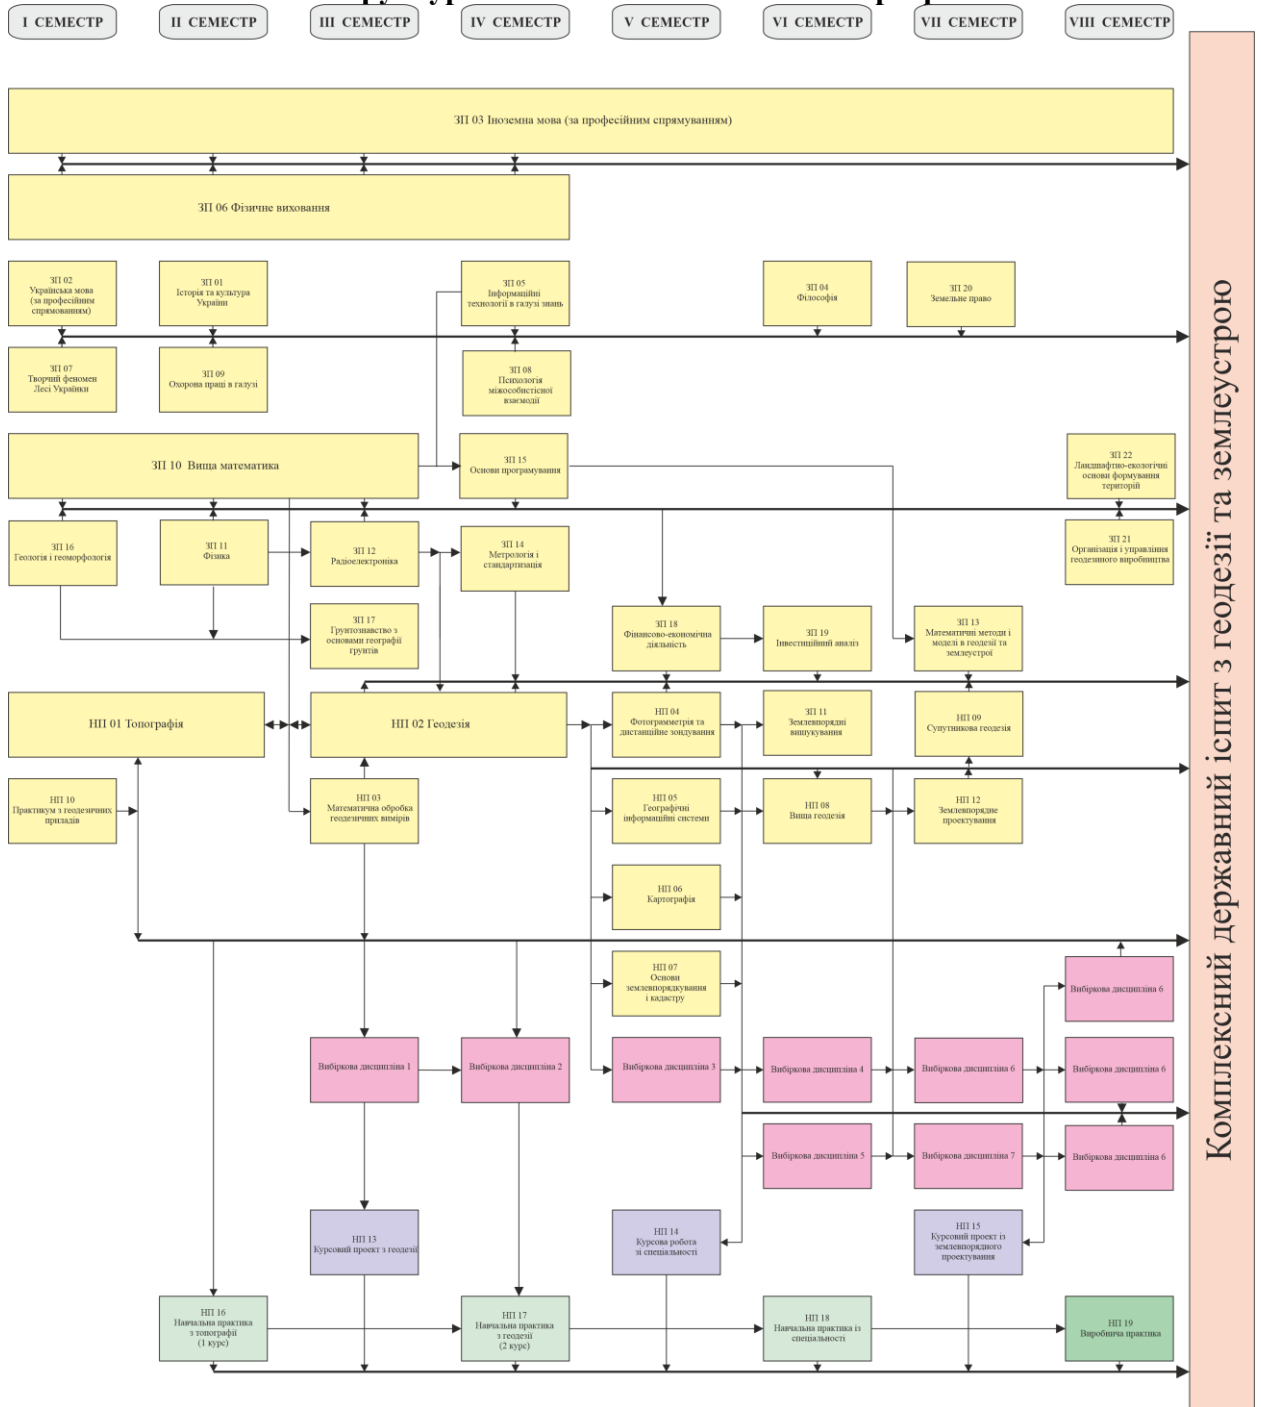 I СЕМЕСТР
II СЕМЕСТР
III СЕМЕСТР
IV СЕМЕСТР
V СЕМЕСТР
VI СЕМЕСТР
VII СЕМЕСТР
VIII СЕМЕСТР
ЗП 03 Іноземна мова (за професійним спрямуванням)
ЗП 06 Фізичне виховання
ЗП 02
Українська мова
(за професійним
спрямованням)
ЗП 01
Історія та культура
України
ЗП 05
Інформаційні
технології в галузі знань
ЗП 04
Філософія
ЗП 20
Земельне право
ЗП 07
Творчий феномен
Лесі Українки
ЗП 09
Охорона праці в галузі
ЗП 08
Психологія
міжособистісної
взаємодії
ЗП 10 Вища математика
ЗП 15
Основи програмування
ЗП 22
Ландшафтно-екологічні
основи формування
територій
ЗП 16
Геологія і геоморфологія
ЗП 11
Фізика
ЗП 12
Радіоелектроніка
ЗП 14
Метрологія і
стандартизація
ЗП 21
Організація і управління
геодезиного виробництва
ЗП 17
Грунтознавство з
основами географії
грунтів
ЗП 18
Фінансово-економічна
діяльність
ЗП 19
Інвестиційний аналіз
ЗП 13
Математичні методи і
моделі в геодезії та
землеустрої
НП 01 Топографія
НП 02 Геодезія
НП 04
Фотограмметрія та
дистанційне зондування
ЗП 11
Землевпорядні
вишукування
НП 09
Супутникова геодезія
НП 10
Практикум з геодезичних
приладів
НП 03
Математична обробка
геодезичних вимірів
НП 05
Географічні
інформаційні системи
НП 08
Вища геодезія
НП 12
Землевпорядне
проектування
НП 06
Картографія
НП 07
Основи
землевпорядкування
і кадастру
Вибіркова дисципліна 6
Вибіркова дисципліна 1
Вибіркова дисципліна 2
Вибіркова дисципліна 3
Вибіркова дисципліна 4
Вибіркова дисципліна 6
Вибіркова дисципліна 6
Вибіркова дисципліна 5
Вибіркова дисципліна 7
Вибіркова дисципліна 6
НП 13
Курсовий проект з геодезії
НП 14
Курсова робота
зі спеціальності
НП 15
Курсовий проект із
землевпорядного
проектування
НП 16
Навчальна практика
з топографії
(1 курс)
НП 17
Навчальна практика
з геодезії
(2 курс)
НП 18
Навчальна практика із
спеціальності
НП 19
Виробнича практика
Комплексний державний іспит з геодезії та землеустрою